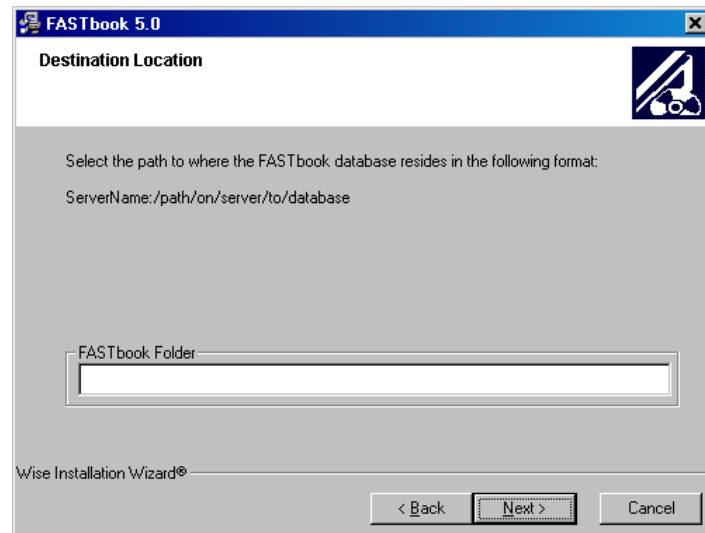 FASTbook 5.0
Destination Location
Select the path to where the FASTbook database resides in the following format:
ServerName:/path/on/server/to/database
FASTbook Folder
Wise Installation Wizard®
< Back Next > Cancel